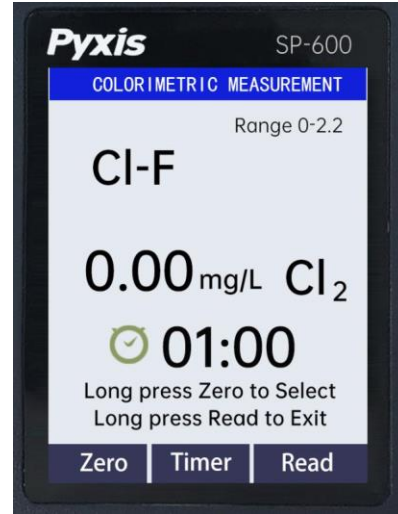 Pyxis SP-600
COLORIMETRIC MEASUREMENT
Range 0-2.2
Cl-F
0.00 mg/L Cl₂
01:00
Long press Zero to Select
Long press Read to Exit
Zero Timer Read